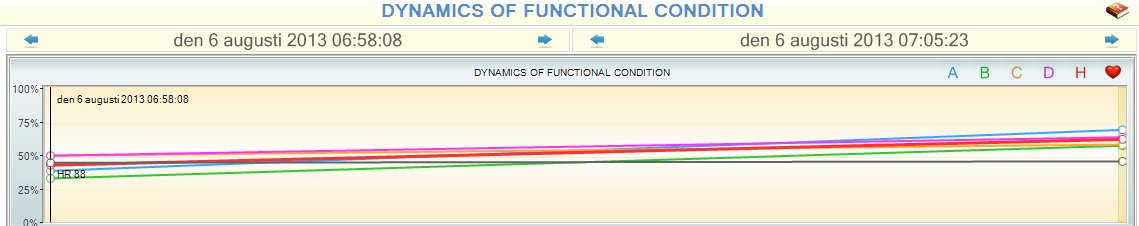 DYNAMICS OF FUNCTIONAL CONDITION
den 6 augusti 2013 06:58:08
den 6 augusti 2013 07:05:23
DYNAMICS OF FUNCTIONAL CONDITION
A B C D H
100%
den 6 augusti 2013 06:58:08
75%
50%
HR 88
25%
0%